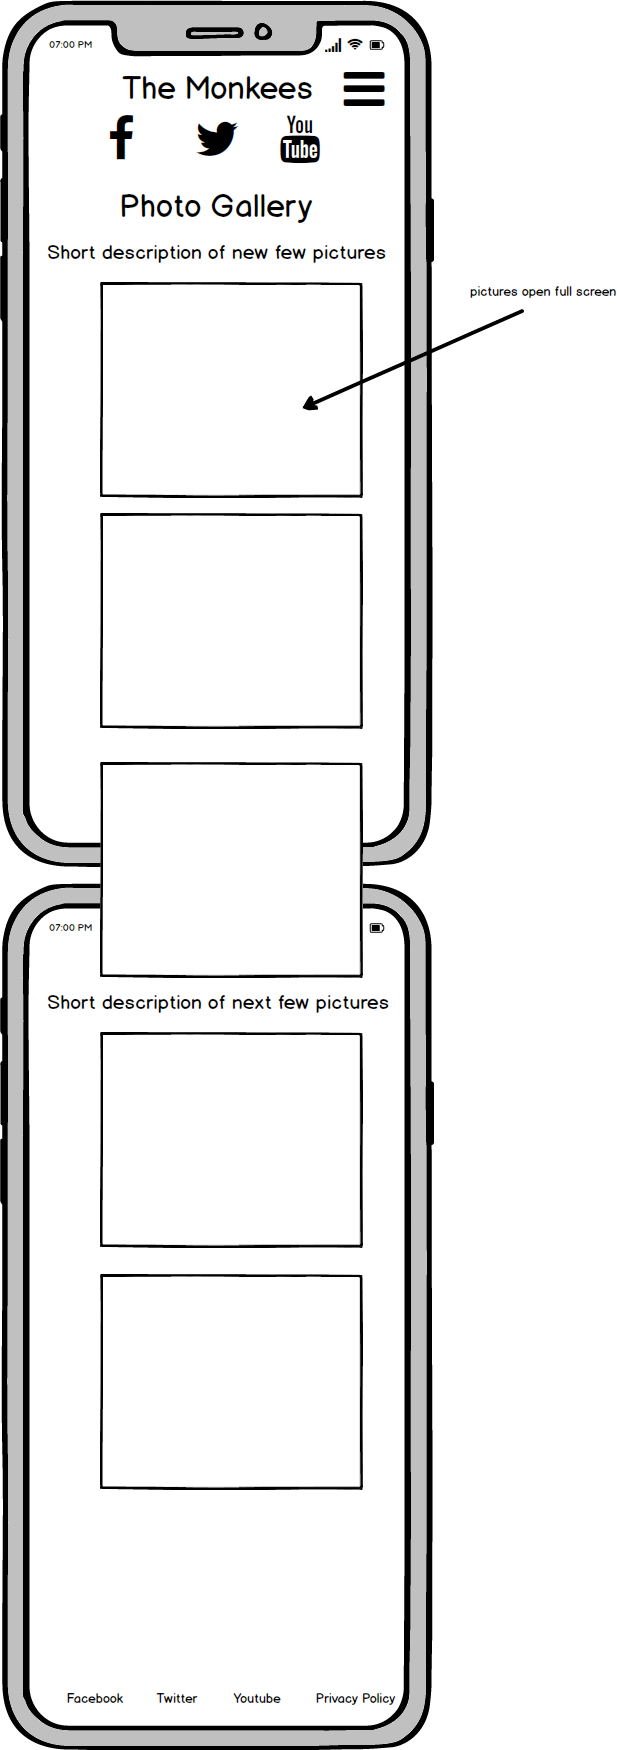 07:00 PM
The Monkees
You
Tube
Photo Gallery
Short description of new few pictures
pictures open full screen
07:00 PM
Short description of next few pictures
Facebook Twitter Youtube Privacy Policy